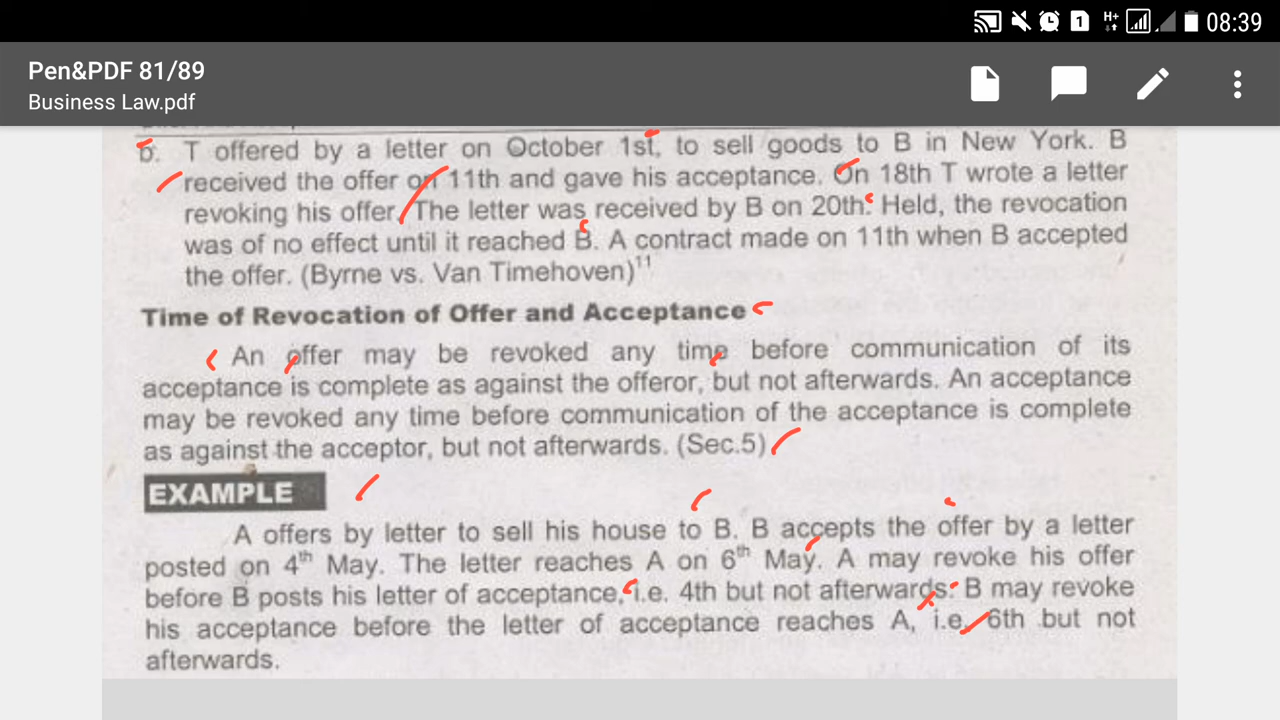 1 H+ 08:39
Pen&PDF 81/89
Business Law.pdf
b. T offered by a letter on October 1st, to sell goods to B in New York. B
received the offer on 11th and gave his acceptance. On 18th T wrote a letter
revoking his offer. The letter was received by B on 20th. Held, the revocation
was of no effect until it reached B. A contract made on 11th when B accepted
the offer. (Byrne vs. Van Timehoven)11
Time of Revocation of Offer and Acceptance
An offer may be revoked any time before communication of its
acceptance is complete as against the offeror, but not afterwards. An acceptance
may be revoked any time before communication of the acceptance is complete
as against the acceptor, but not afterwards. (Sec.5)
EXAMPLE
A offers by letter to sell his house to B. B accepts the offer by a letter
posted on 4th May. The letter reaches A on 6th May. A may revoke his offer
before B posts his letter of acceptance, i.e. 4th but not afterwards. B may revoke
his acceptance before the letter of acceptance reaches A, i.e. 6th but not
afterwards.